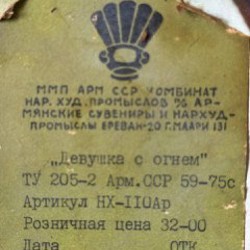 ММП АРМ ССР КОМБИНАТ
НАР. ХУД. ПРОМЫСЛОВ % АР-
МЯНСКИЕ СУВЕНИРЫ И НАРХУД-
ПРОМЫСЛЫ ЕРЕВАН-20 Г. МААРИ 131
„Девушка с огнем"
ТУ 205-2 Арм.ССР 59-75с
Артикул НХ-110Ар
Розничная цена 32-00
Дата ОТК